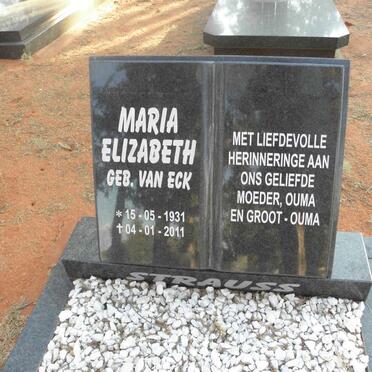 MARIA
ELIZABETH
GEB. VAN ECK
* 15 - 05 - 1931
✝ 04 - 01 - 2011
MET LIEFDEVOLLE
HERINNERINGE AAN
ONS GELIEFDE
MOEDER, OUMA
EN GROOT - OUMA
STRAUSS